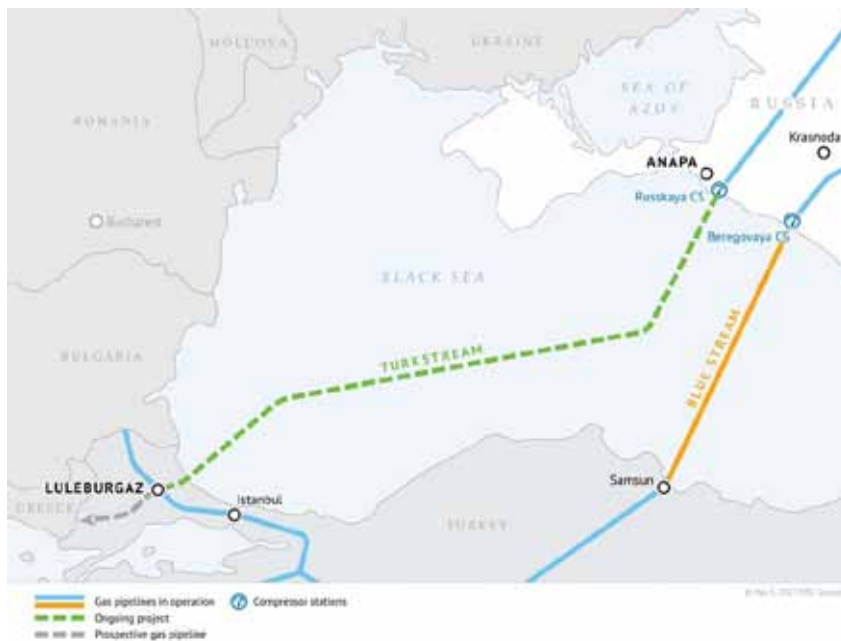 MOLDOVA
UKRAINE
SEA OF
AZOV
RUSSIA
ROMANIA
Krasnoda
ANAPA
Russkaya CS
Bucharest
Beregovaya CS
BLACK SEA
BULGARIA
TURKSTREAM
BLUE STREAM
LULEBURGAZ
Istanbul
Samsun
GREECE
TURKEY
Gas pipelines in operation
Compressor stations
Ongoing project
Prospective gas pipeline